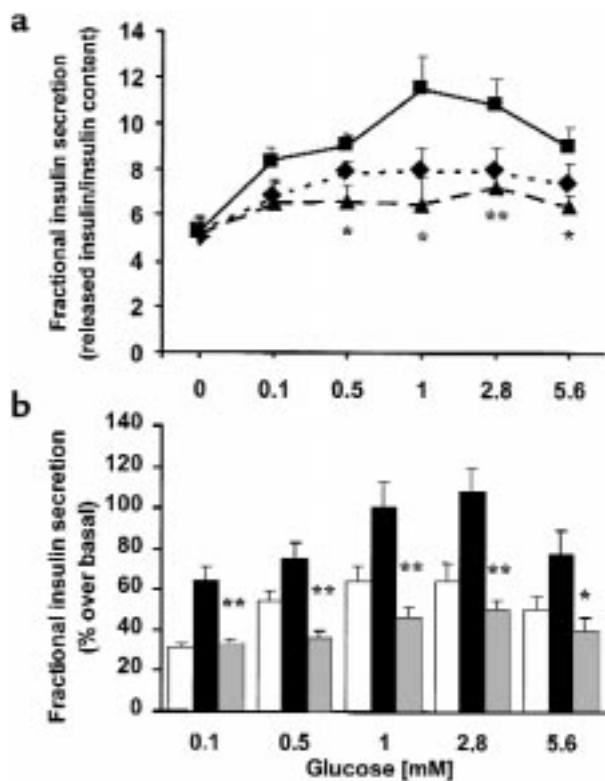 a
Fractional insulin secretion
(released insulin/insulin content)
14
12
10
8
6
4
2
0
* * ** *
0 0.1 0.5 1 2.8 5.6
b
Fractional insulin secretion
(% over basal)
140
120
100
80
60
40
20
0
** ** ** ** *
0.1 0.5 1 2.8 5.6
Glucose [mM]